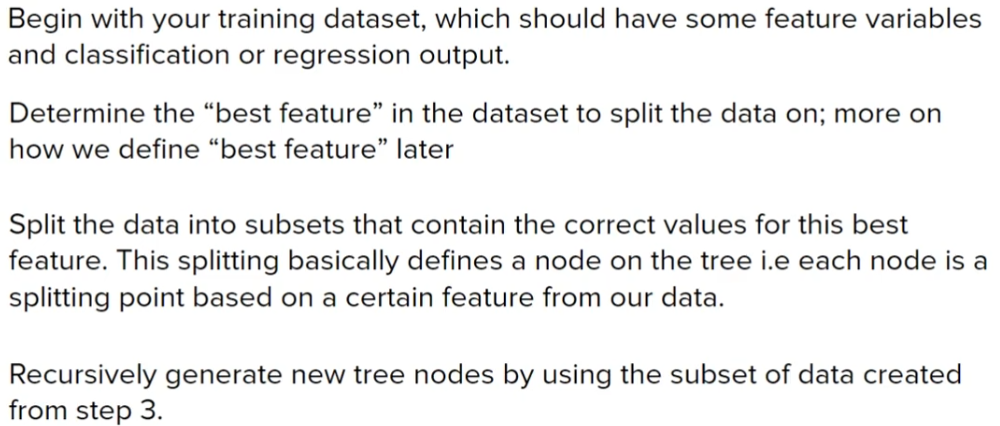 Begin with your training dataset, which should have some feature variables
and classification or regression output.
Determine the “best feature” in the dataset to split the data on; more on
how we define “best feature” later
Split the data into subsets that contain the correct values for this best
feature. This splitting basically defines a node on the tree i.e each node is a
splitting point based on a certain feature from our data.
Recursively generate new tree nodes by using the subset of data created
from step 3.